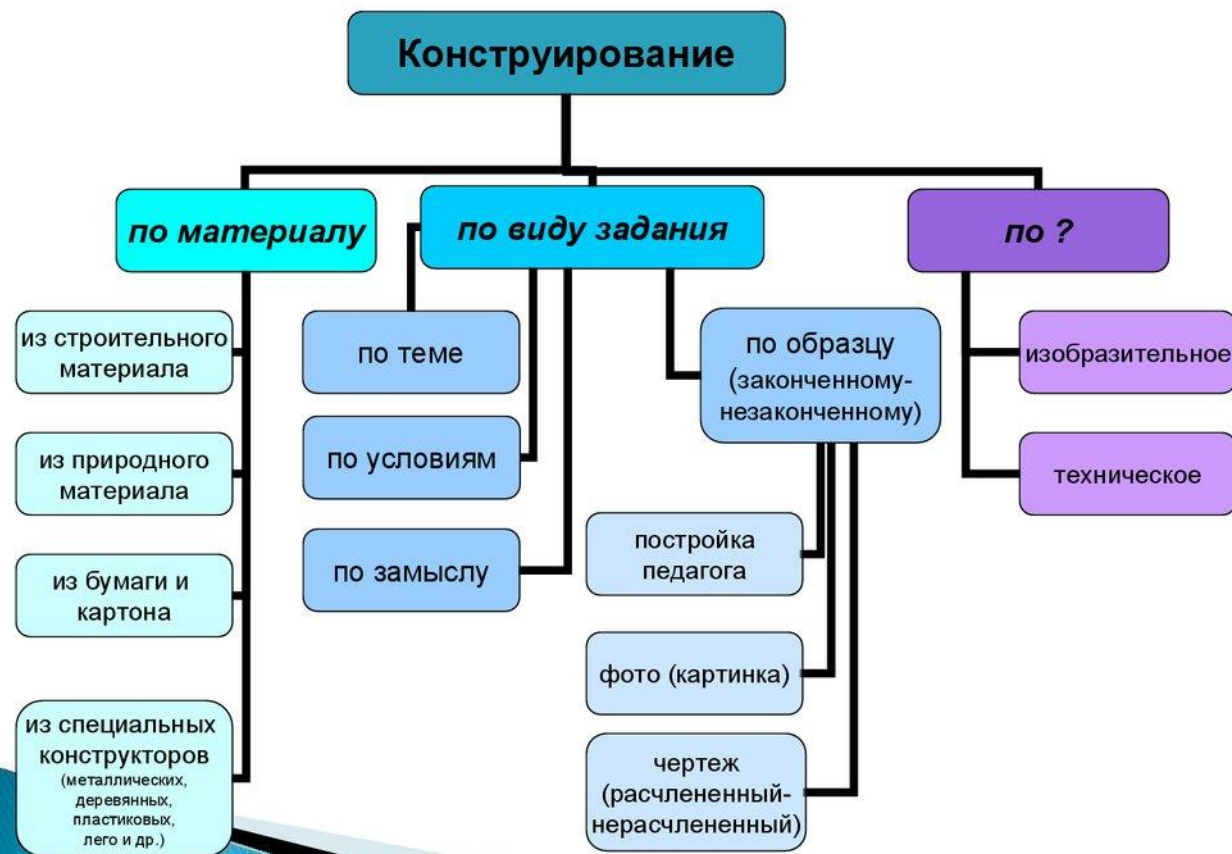 Конструирование
по материалу
по виду задания
по ?
из строительного
материала
из природного
материала
из бумаги и
картона
из специальных
конструкторов
(металлических,
деревянных,
пластиковых,
лего и др.)
по теме
по условиям
по замыслу
по образцу
(законченному-
незаконченному)
постройка
педагога
фото (картинка)
чертеж
(расчлененный-
нерасчлененный)
изобразительное
техническое